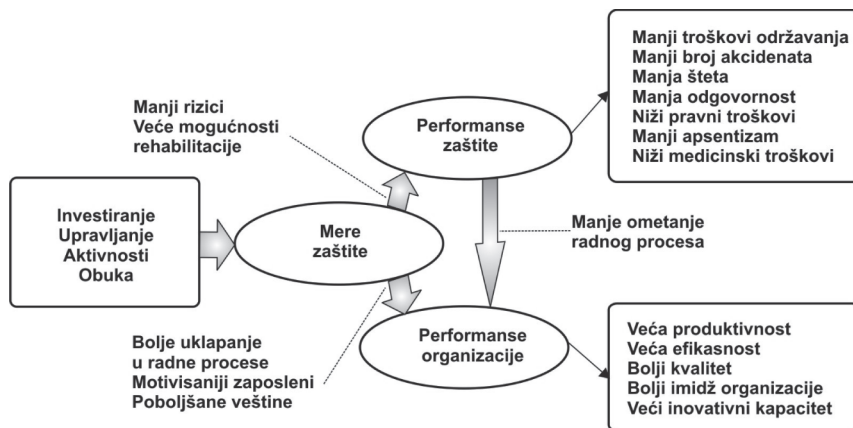 Manji troškovi održavanja
Manji broj akcidenata
Manja šteta
Manja odgovornost
Niži pravni troškovi
Manji apsentizam
Niži medicinski troškovi
Manji rizici
Veće mogućnosti
rehabilitacije
Performanse
zaštite
Investiranje
Upravljanje
Aktivnosti
Obuka
Mere
zaštite
Manje ometanje
radnog procesa
Bolje uklapanje
u radne procese
Motivisaniji zaposleni
Poboljšane veštine
Performanse
organizacije
Veća produktivnost
Veća efikasnost
Bolji kvalitet
Bolji imidž organizacije
Veći inovativni kapacitet